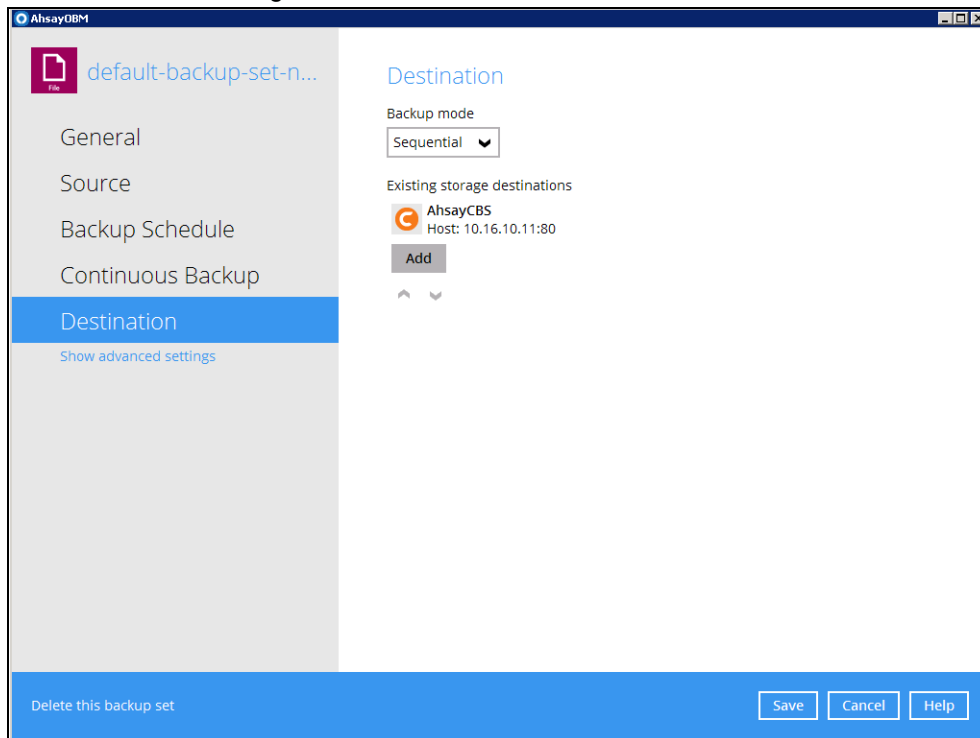 AhsayOBM
File
default-backup-set-n...
General
Source
Backup Schedule
Continuous Backup
Destination
Show advanced settings
Destination
Backup mode
Sequential
Existing storage destinations
AhsayCBS
Host: 10.16.10.11:80
Add
Delete this backup set
Save
Cancel
Help